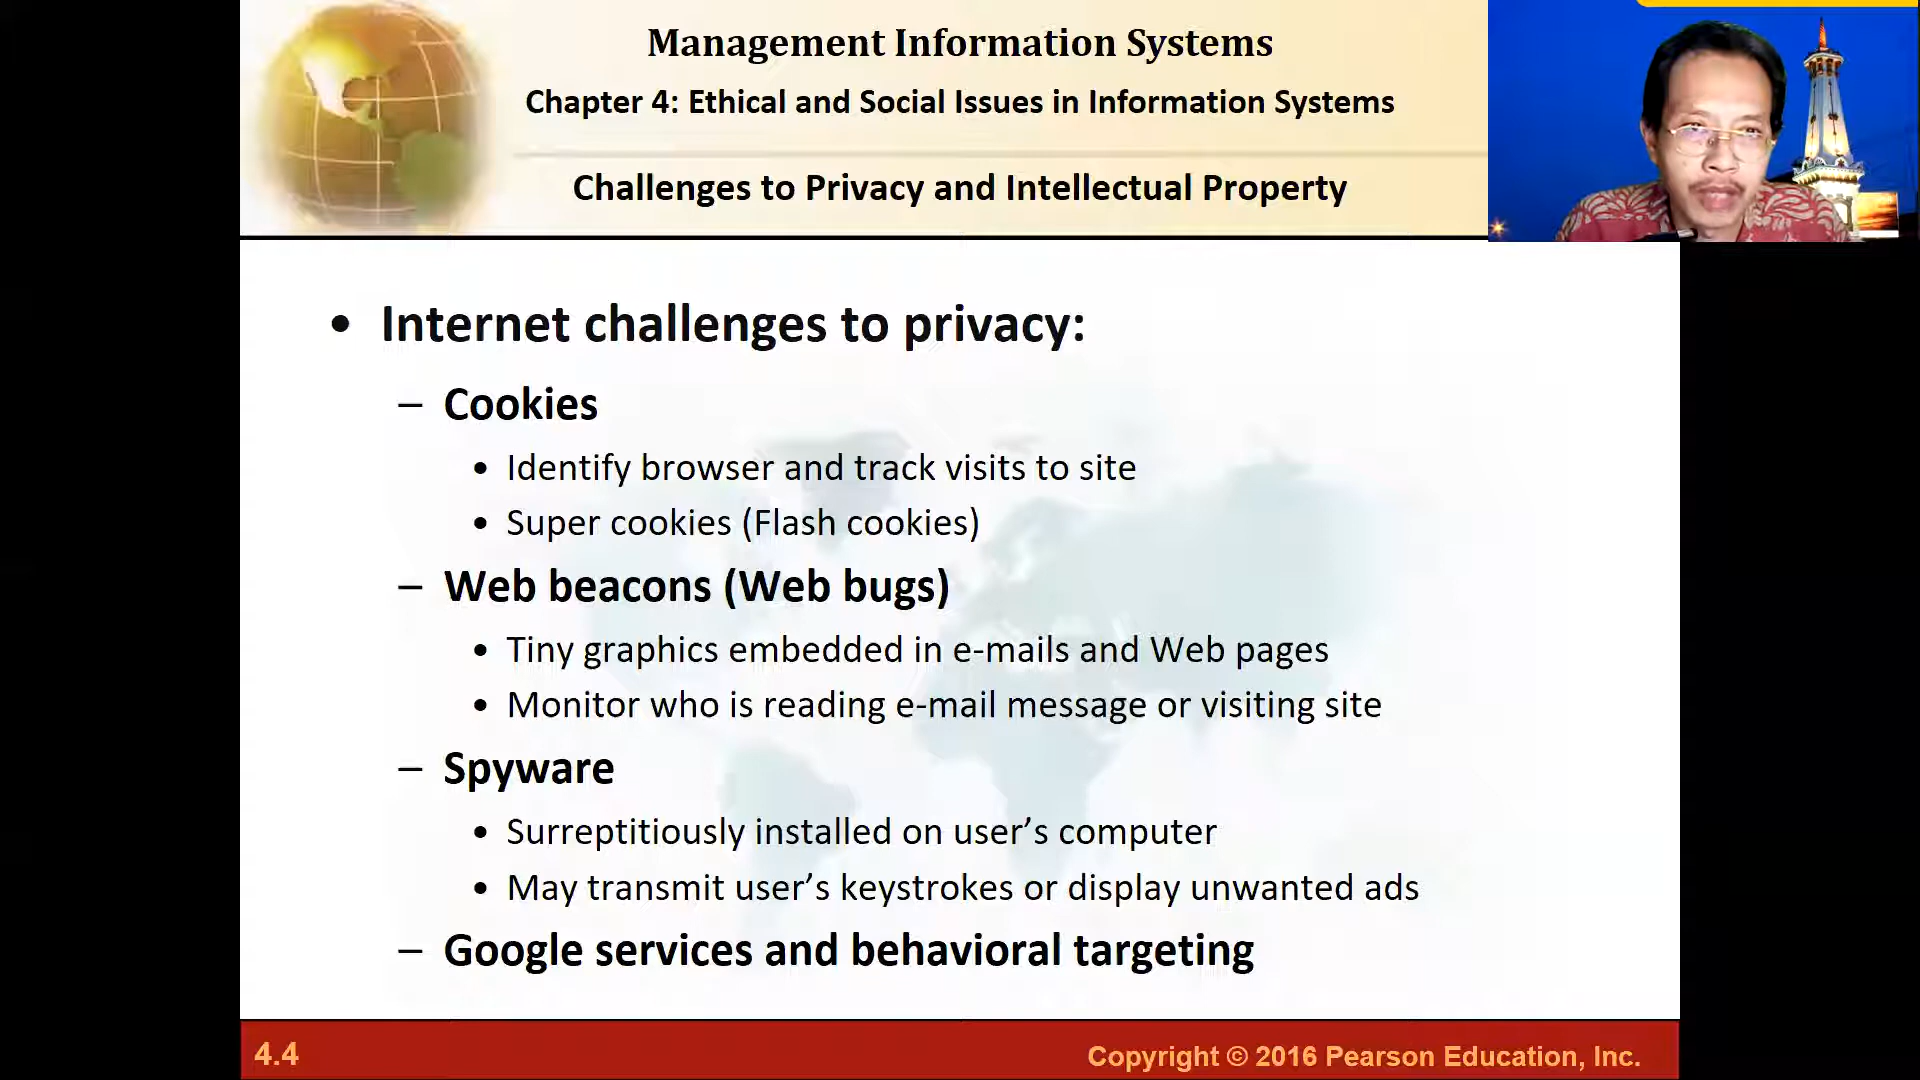 Management Information Systems
Chapter 4: Ethical and Social Issues in Information Systems
Challenges to Privacy and Intellectual Property
• Internet challenges to privacy:
– Cookies
• Identify browser and track visits to site
• Super cookies (Flash cookies)
– Web beacons (Web bugs)
• Tiny graphics embedded in e-mails and Web pages
• Monitor who is reading e-mail message or visiting site
– Spyware
• Surreptitiously installed on user’s computer
• May transmit user’s keystrokes or display unwanted ads
– Google services and behavioral targeting
4.4
Copyright © 2016 Pearson Education, Inc.